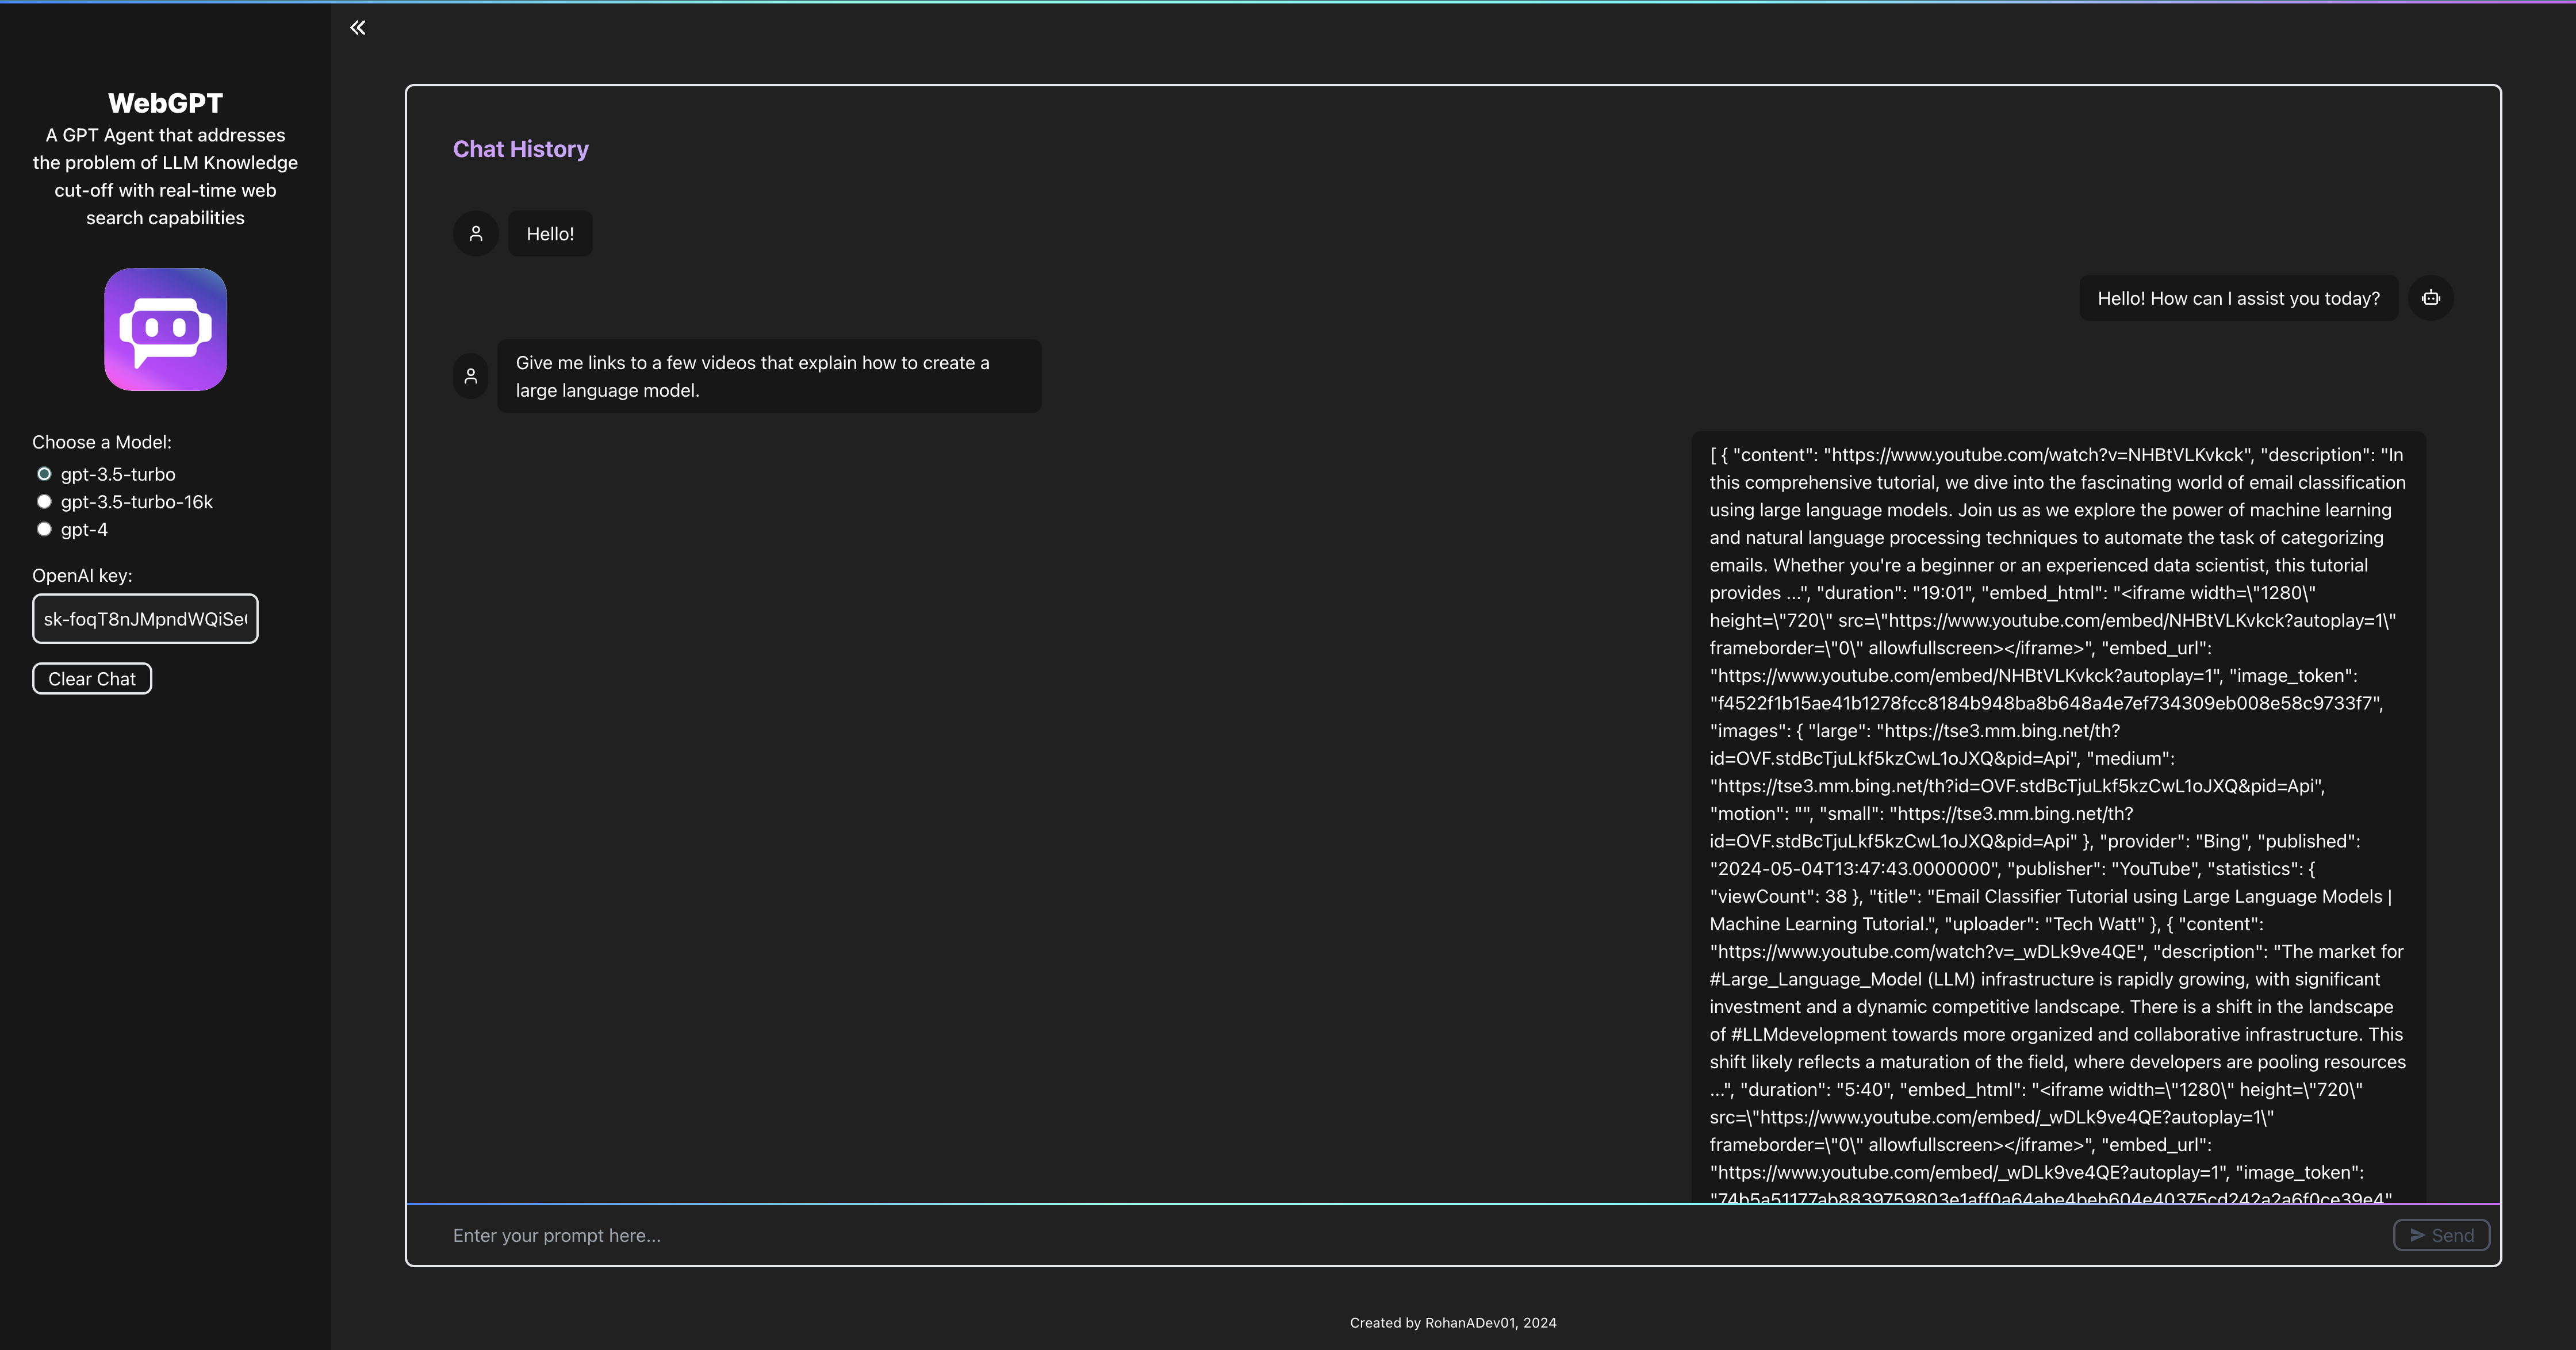 WebGPT
A GPT Agent that addresses
the problem of LLM Knowledge
cut-off with real-time web
search capabilities
Choose a Model:
gpt-3.5-turbo
gpt-3.5-turbo-16k
gpt-4
OpenAI key:
sk-foqT8nJMpndWQiSe
Clear Chat
Chat History
Hello!
Hello! How can I assist you today?
Give me links to a few videos that explain how to create a
large language model.
[ { "content": "https://www.youtube.com/watch?v=NHBtVLKvkck", "description": "In
this comprehensive tutorial, we dive into the fascinating world of email classification
using large language models. Join us as we explore the power of machine learning
and natural language processing techniques to automate the task of categorizing
emails. Whether you're a beginner or an experienced data scientist, this tutorial
provides ...", "duration": "19:01", "embed_html": "<iframe width=\"1280\"
height=\"720\" src=\"https://www.youtube.com/embed/NHBtVLKvkck?autoplay=1\"
frameborder=\"0\" allowfullscreen></iframe>", "embed_url":
"https://www.youtube.com/embed/NHBtVLKvkck?autoplay=1", "image_token":
"f4522f1b15ae41b1278fcc8184b948ba8b648a4e7ef734309eb008e58c9733f7",
"images": { "large": "https://tse3.mm.bing.net/th?
id=OVF.stdBcTjuLkf5kzCwL1oJXQ&pid=Api", "medium":
"https://tse3.mm.bing.net/th?id=OVF.stdBcTjuLkf5kzCwL1oJXQ&pid=Api",
"motion": "", "small": "https://tse3.mm.bing.net/th?
id=OVF.stdBcTjuLkf5kzCwL1oJXQ&pid=Api" }, "provider": "Bing", "published":
"2024-05-04T13:47:43.0000000", "publisher": "YouTube", "statistics": {
"viewCount": 38 }, "title": "Email Classifier Tutorial using Large Language Models |
Machine Learning Tutorial.", "uploader": "Tech Watt" }, { "content":
"https://www.youtube.com/watch?v=_wDLk9ve4QE", "description": "The market for
#Large_Language_Model (LLM) infrastructure is rapidly growing, with significant
investment and a dynamic competitive landscape. There is a shift in the landscape
of #LLMdevelopment towards more organized and collaborative infrastructure. This
shift likely reflects a maturation of the field, where developers are pooling resources
...", "duration": "5:40", "embed_html": "<iframe width=\"1280\" height=\"720\"
src=\"https://www.youtube.com/embed/_wDLk9ve4QE?autoplay=1\"
frameborder=\"0\" allowfullscreen></iframe>", "embed_url":
"https://www.youtube.com/embed/_wDLk9ve4QE?autoplay=1", "image_token":
"74b5a51177ab8839759803e1aff0a64abe4beb604e40375cd242a2a6f0ce39e4"
Enter your prompt here...
Send
Created by RohanADev01, 2024